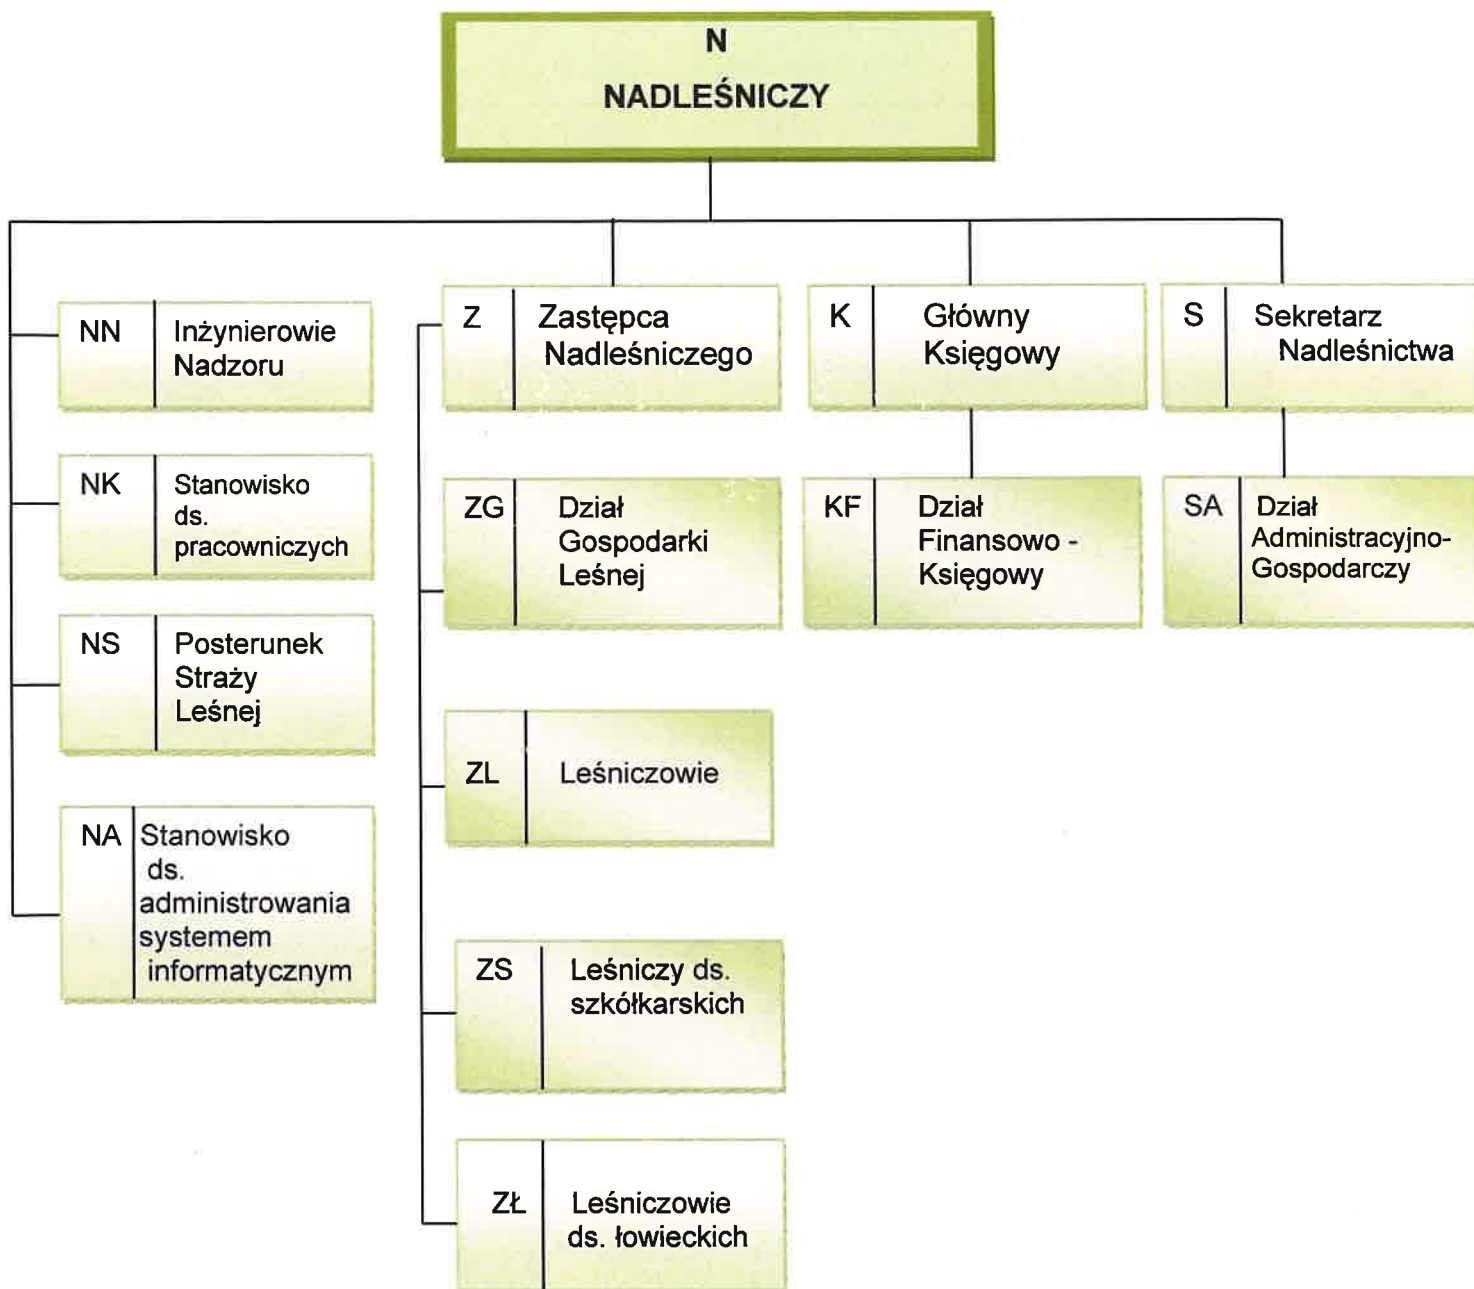 N
NADLEŚNICZY
NN
Inżynierowie
Nadzoru
NK
Stanowisko
ds.
pracowniczych
NS
Posterunek
Straży
Leśnej
NA
Stanowisko
ds.
administrowania
systemem
informatycznym
Z
Zastępca
Nadleśniczego
ZG
Dział
Gospodarki
Leśnej
ZL
Leśniczowie
ZS
Leśniczy ds.
szkółkarskich
ZŁ
Leśniczowie
ds. łowieckich
K
Główny
Księgowy
KF
Dział
Finansowo -
Księgowy
S
Sekretarz
Nadleśnictwa
SA
Dział
Administracyjno-
Gospodarczy